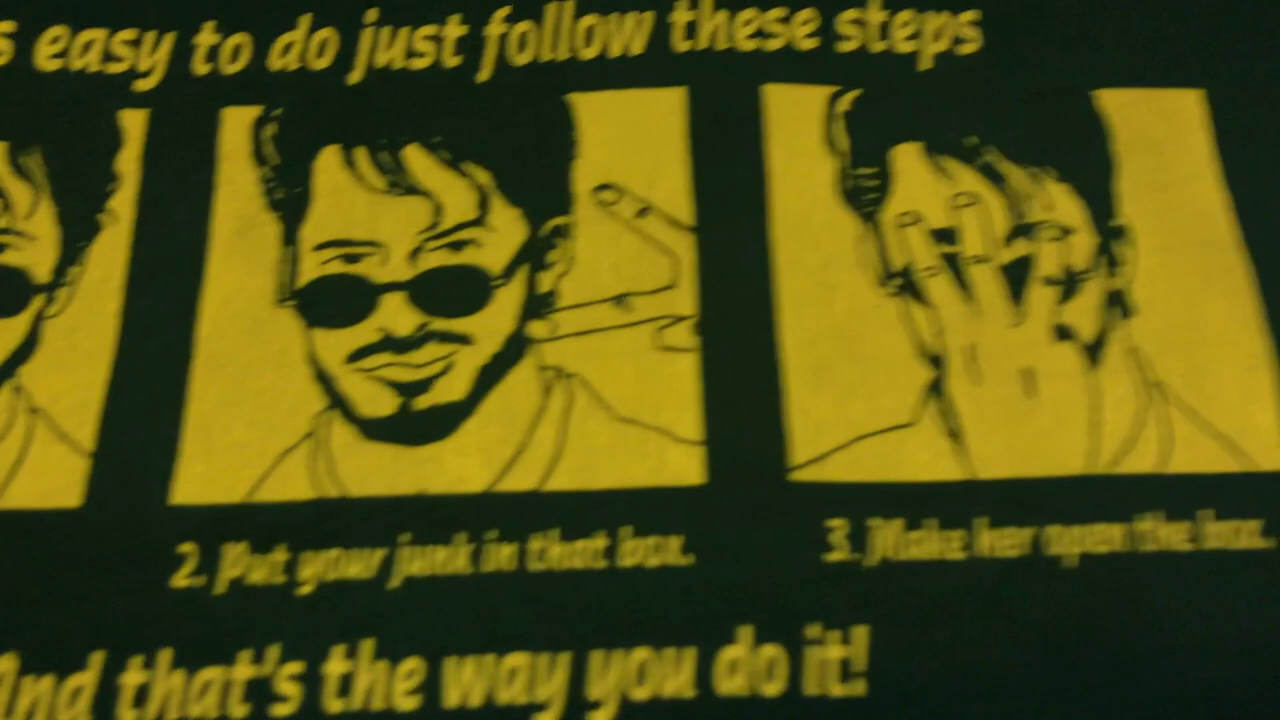 s easy to do just follow these steps
2. Put your junk in that box.
3. Make her open the box.
And that's the way you do it!